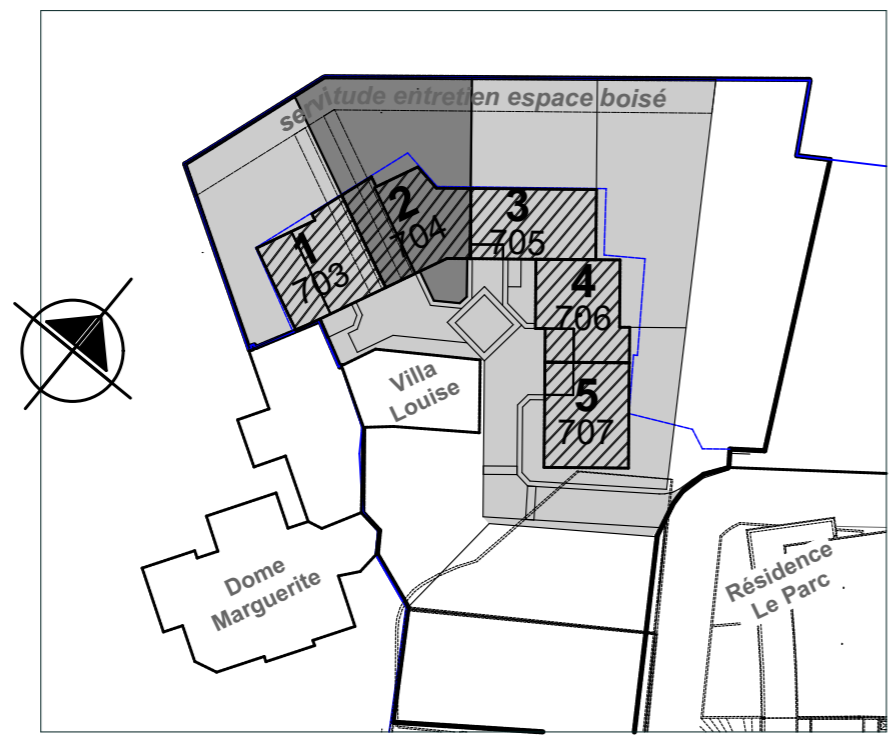 servitude entretien espace boisé
1
703
2
704
3
705
4
706
5
707
Villa
Louise
Dome
Marguerite
Résidence
Le Parc